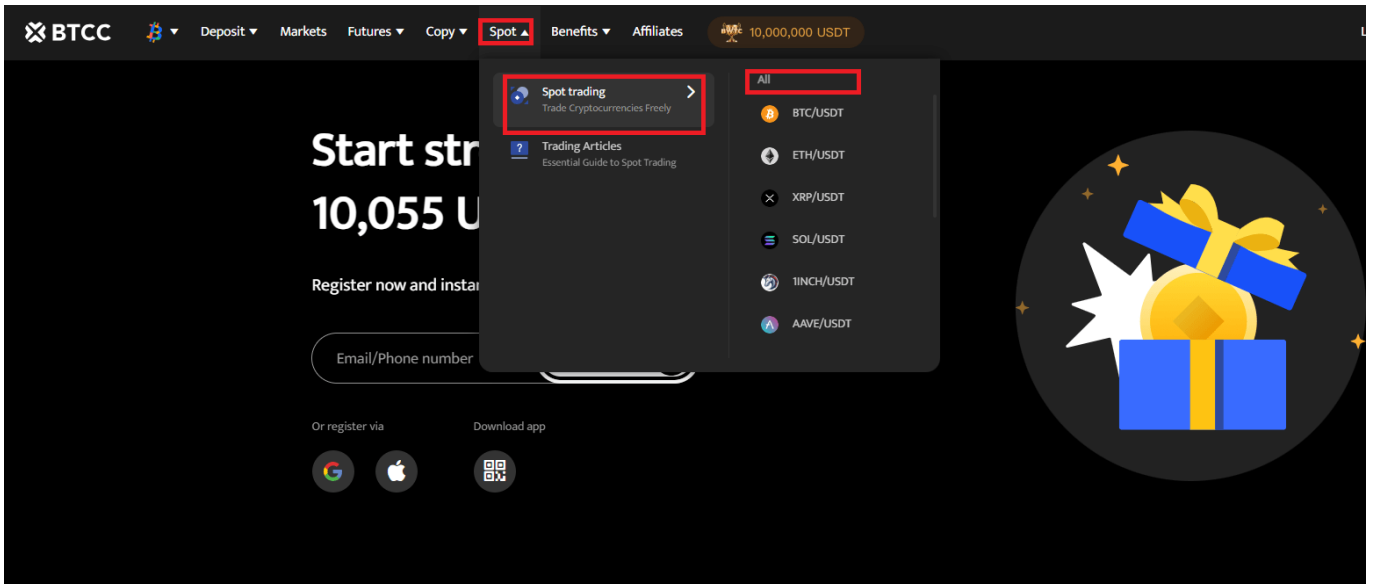 BTCC Deposit Markets Futures Copy Spot Benefits Affiliates 10,000,000 USDT
Spot trading
Trade Cryptocurrencies Freely
Trading Articles
Essential Guide to Spot Trading
All
BTC/USDT
ETH/USDT
XRP/USDT
SOL/USDT
1INCH/USDT
AAVE/USDT
Start str
10,055 U
Register now and instan
Email/Phone number
Or register via
Download app